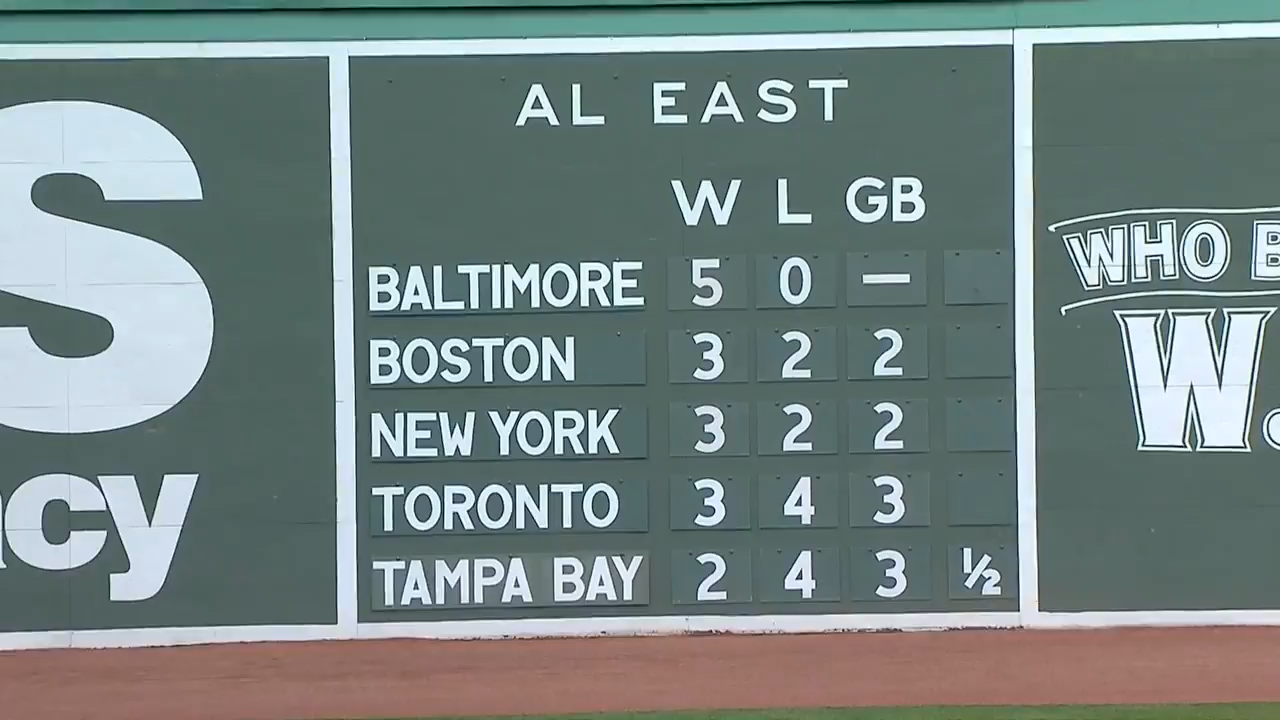 S
acy
AL EAST
W L GB
BALTIMORE 5 0 —
BOSTON 3 2 2
NEW YORK 3 2 2
TORONTO 3 4 3
TAMPA BAY 2 4 3 ½
WHO B
W.